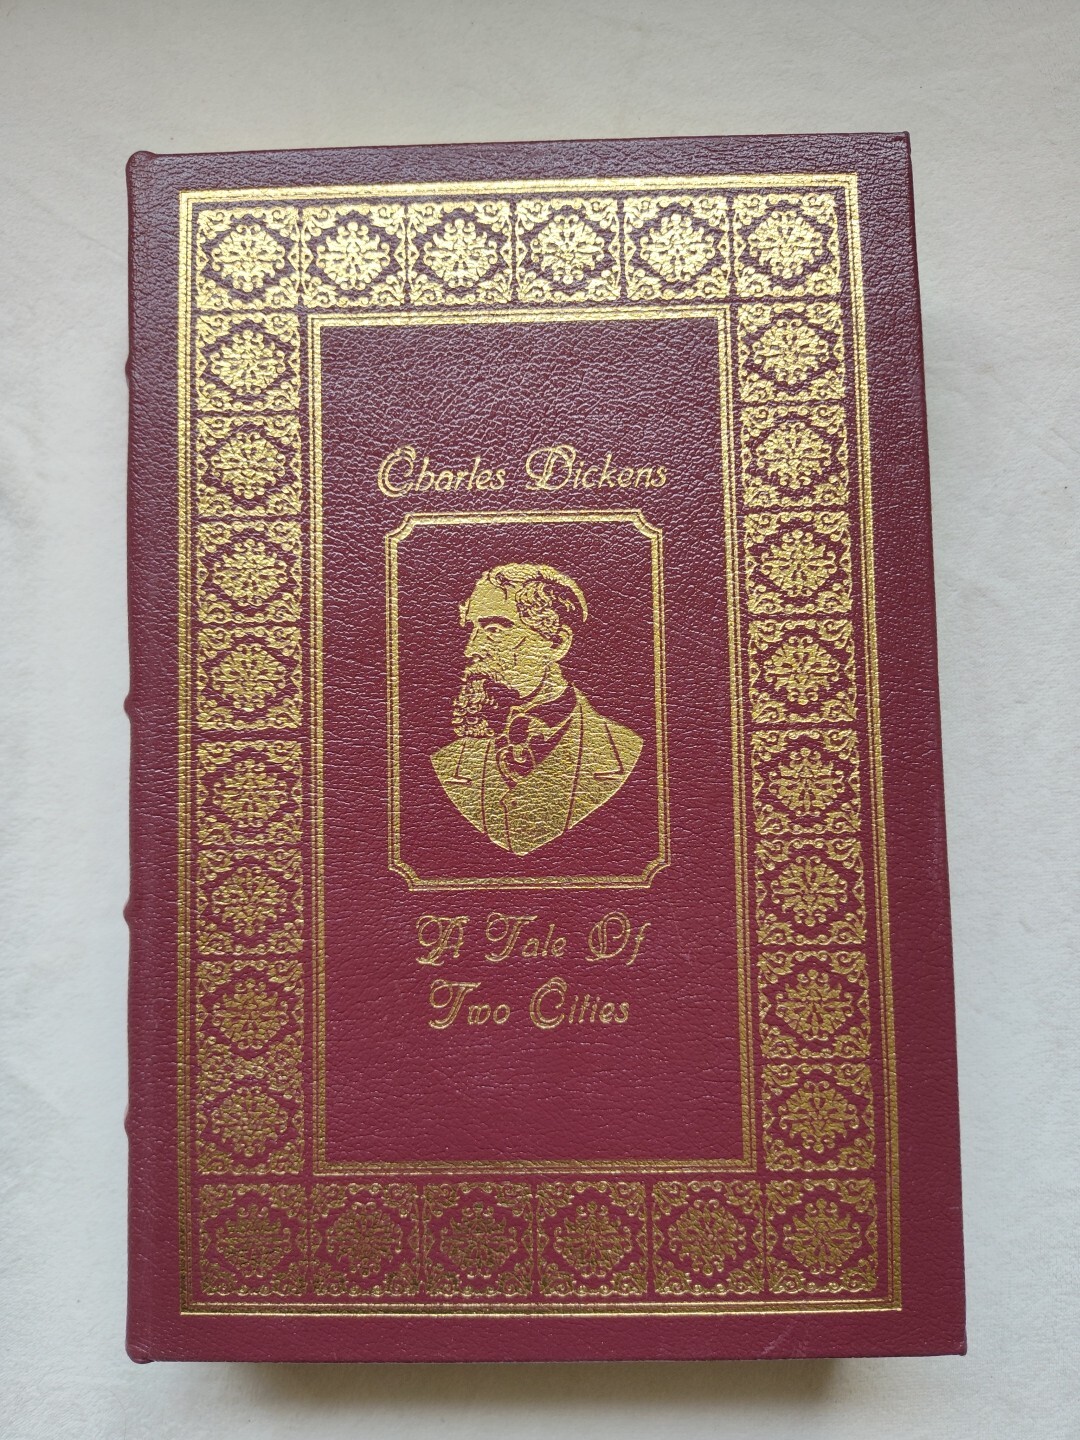 Charles Dickens
A Tale Of
Two Cities